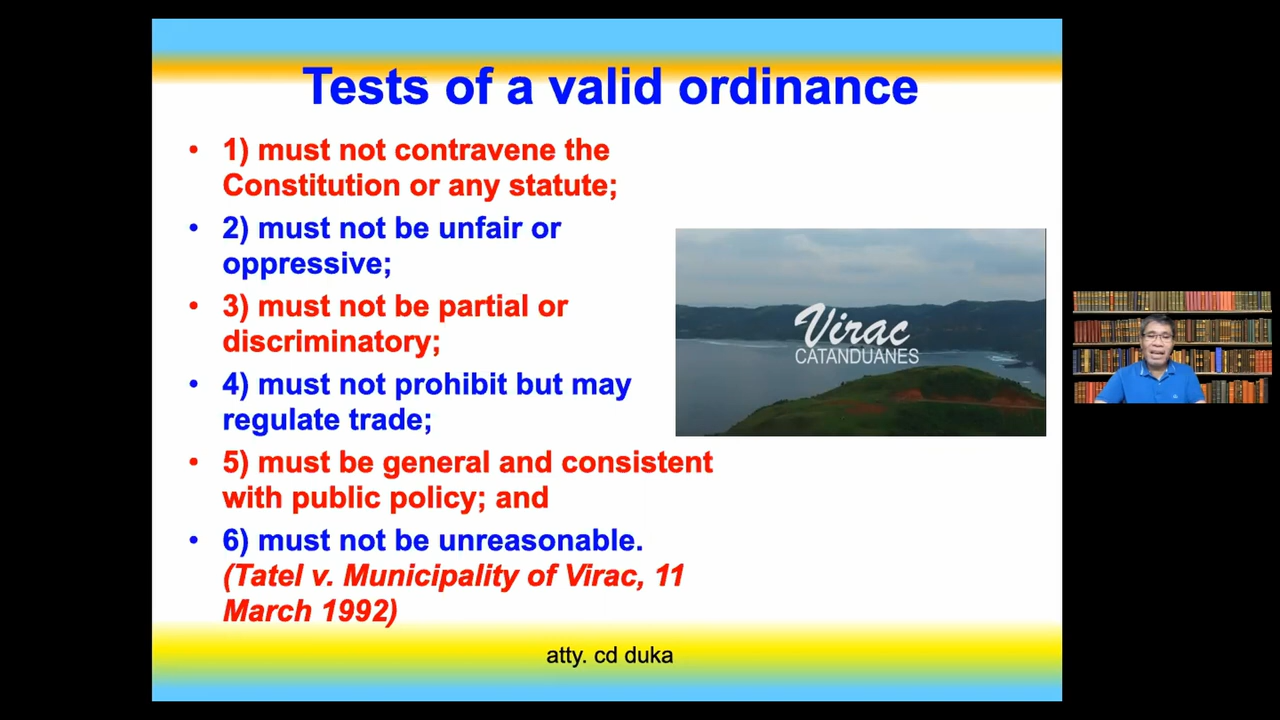 Tests of a valid ordinance
• 1) must not contravene the
Constitution or any statute;
• 2) must not be unfair or
oppressive;
• 3) must not be partial or
discriminatory;
• 4) must not prohibit but may
regulate trade;
• 5) must be general and consistent
with public policy; and
• 6) must not be unreasonable.
(Tatel v. Municipality of Virac, 11
March 1992)
Virac
CATANDUANES
atty. cd duka